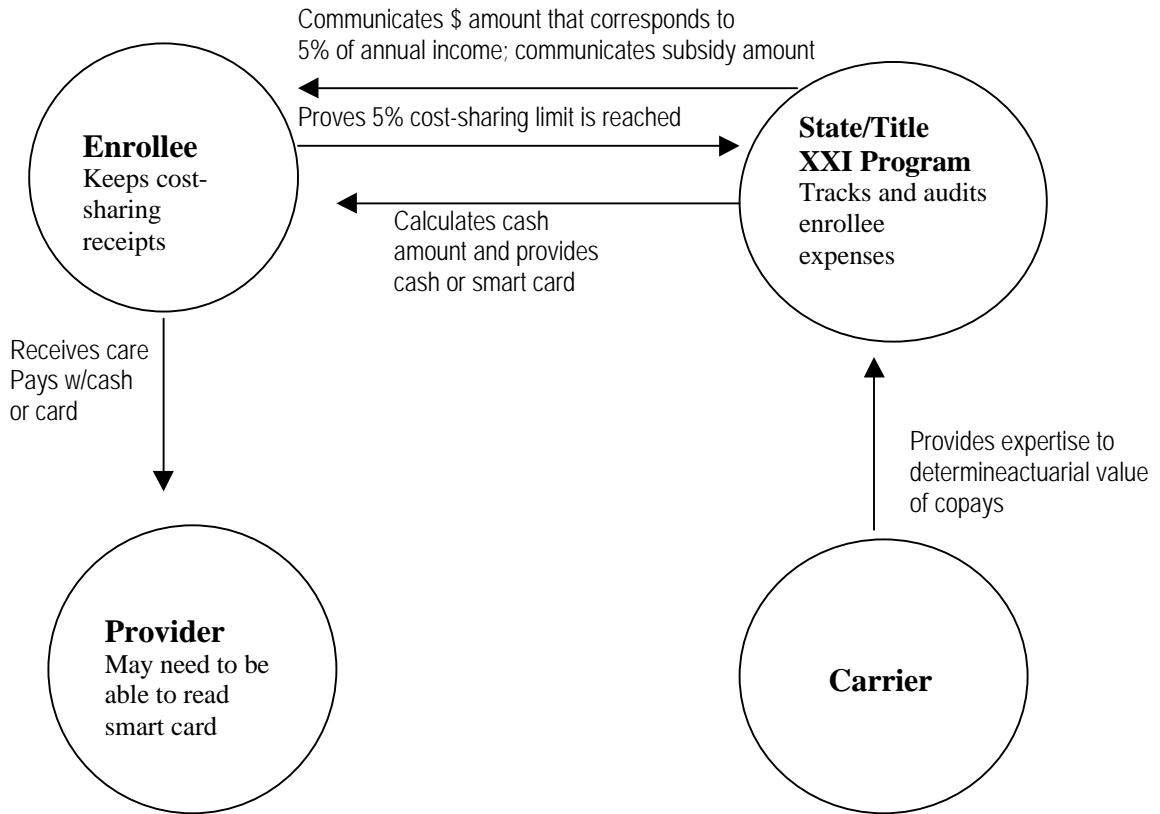 Communicates $ amount that corresponds to
5% of annual income; communicates subsidy amount
Proves 5% cost-sharing limit is reached
Enrollee
Keeps cost-
sharing
receipts
State/Title
XXI Program
Tracks and audits
enrollee
expenses
Calculates cash
amount and provides
cash or smart card
Receives care
Pays w/cash
or card
Provides expertise to
determineactuarial value
of copays
Provider
May need to be
able to read
smart card
Carrier